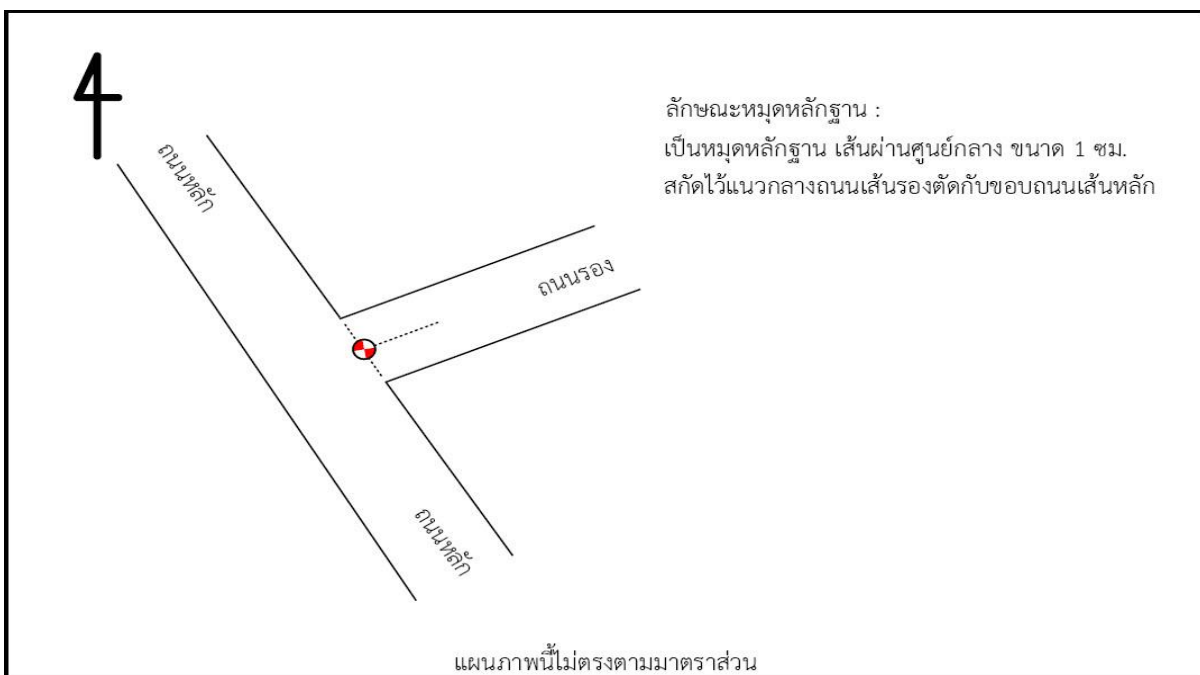 ถนนหลัก
ลักษณะหมุดหลักฐาน :
เป็นหมุดหลักฐาน เส้นผ่านศูนย์กลาง ขนาด 1 ซม.
สกัดไว้แนวกลางถนนเส้นรองตัดกับขอบถนนเส้นหลัก
ถนนรอง
ถนนหลัก
แผนภาพนี้ไม่ตรงตามมาตราส่วน